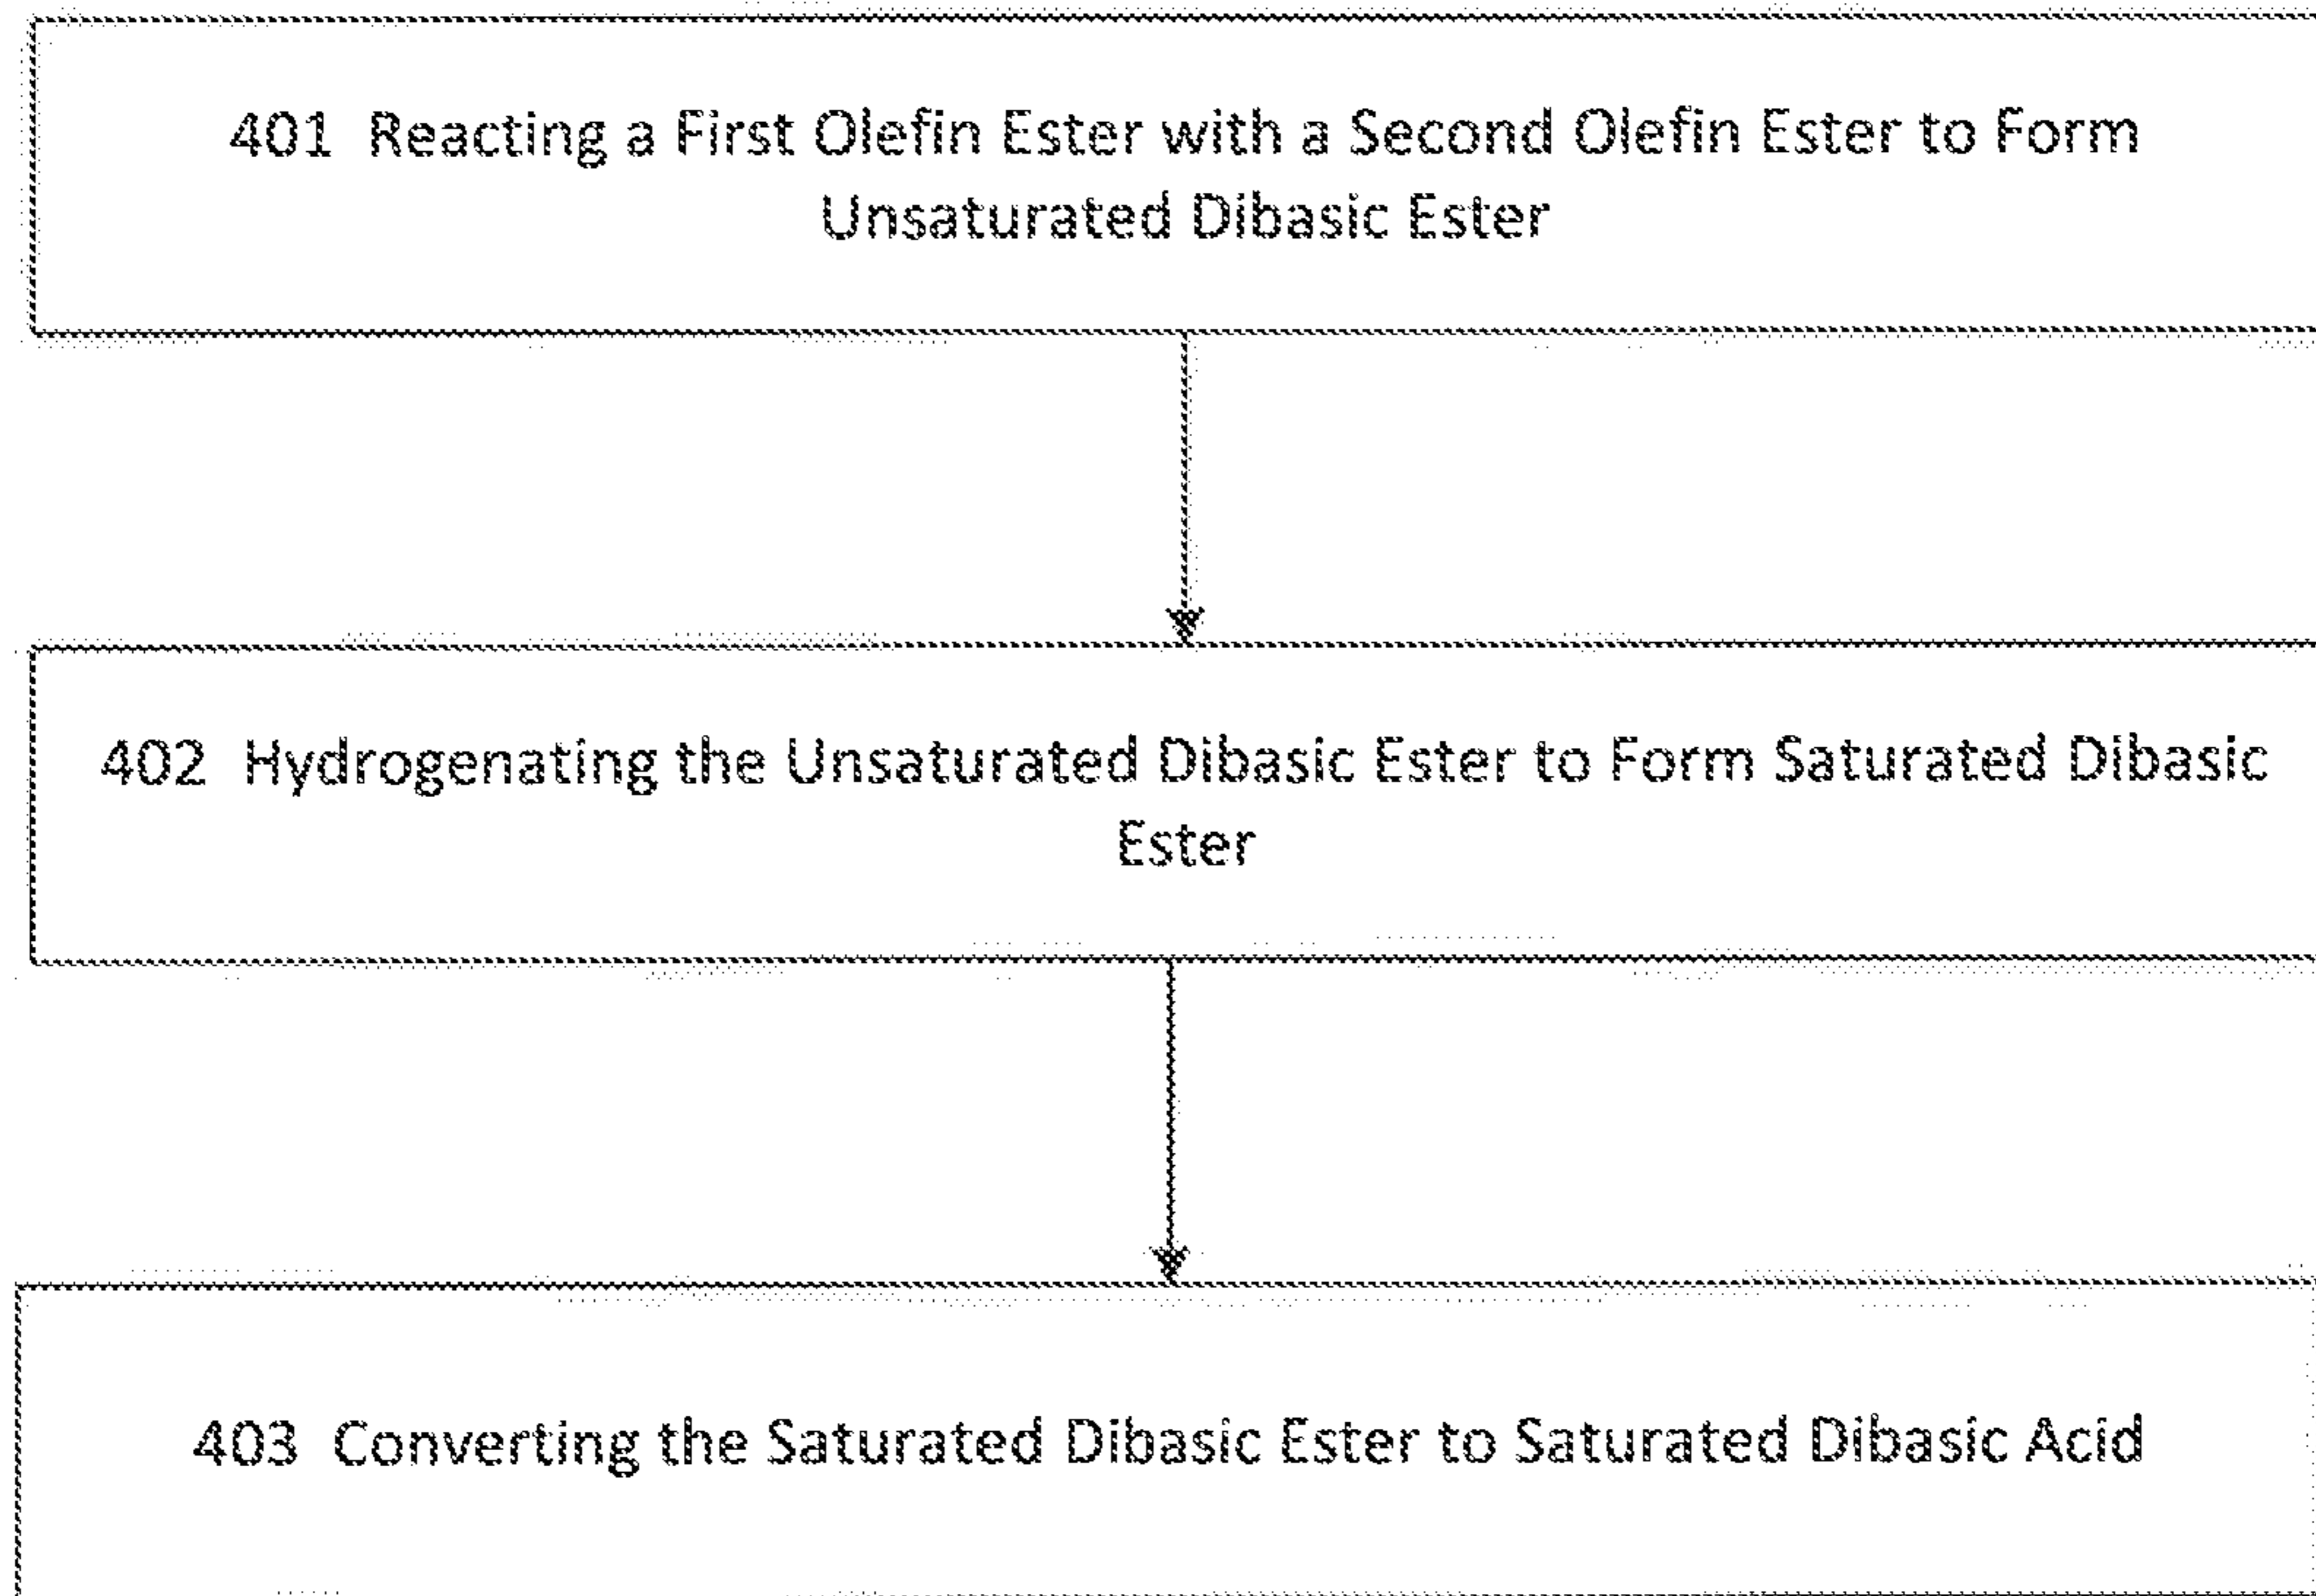 401 Reacting a First Olefin Ester with a Second Olefin Ester to Form
Unsaturated Dibasic Ester
402 Hydrogenating the Unsaturated Dibasic Ester to Form Saturated Dibasic
Ester
403 Converting the Saturated Dibasic Ester to Saturated Dibasic Acid